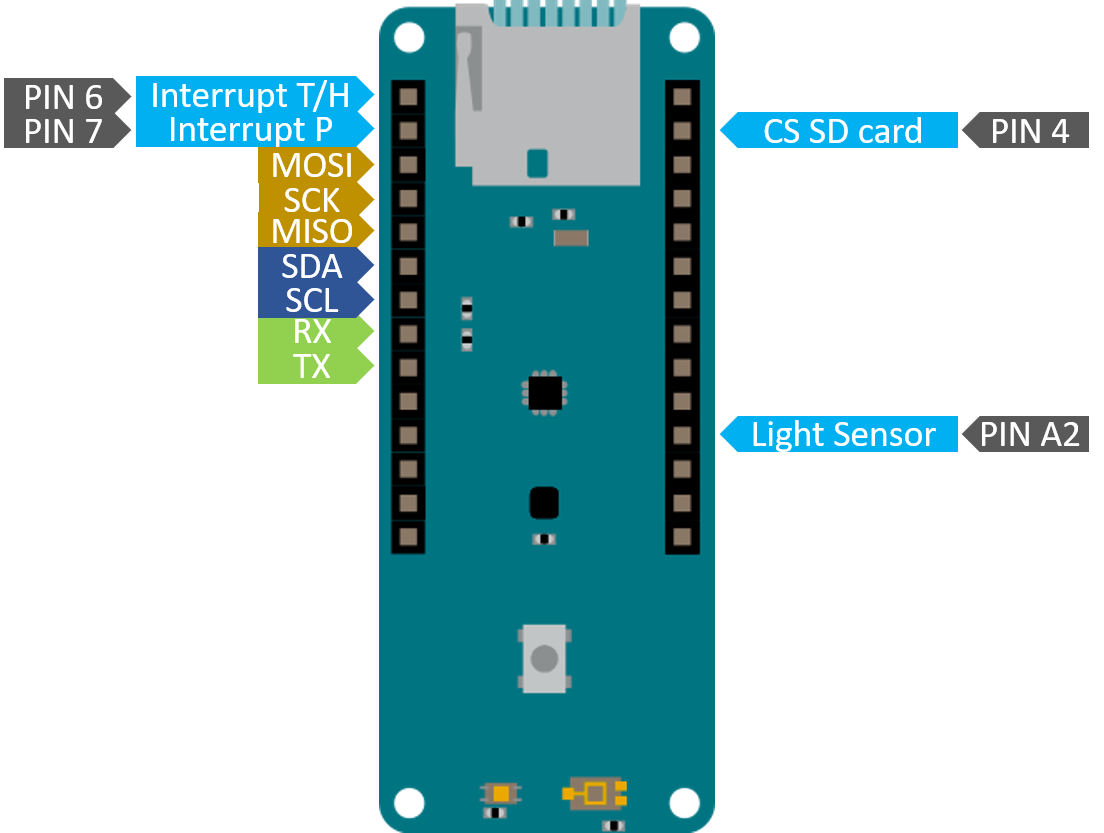 PIN 6 Interrupt T/H
PIN 7 Interrupt P
CS SD card PIN 4
MOSI
SCK
MISO
SDA
SCL
RX
TX
Light Sensor PIN A2